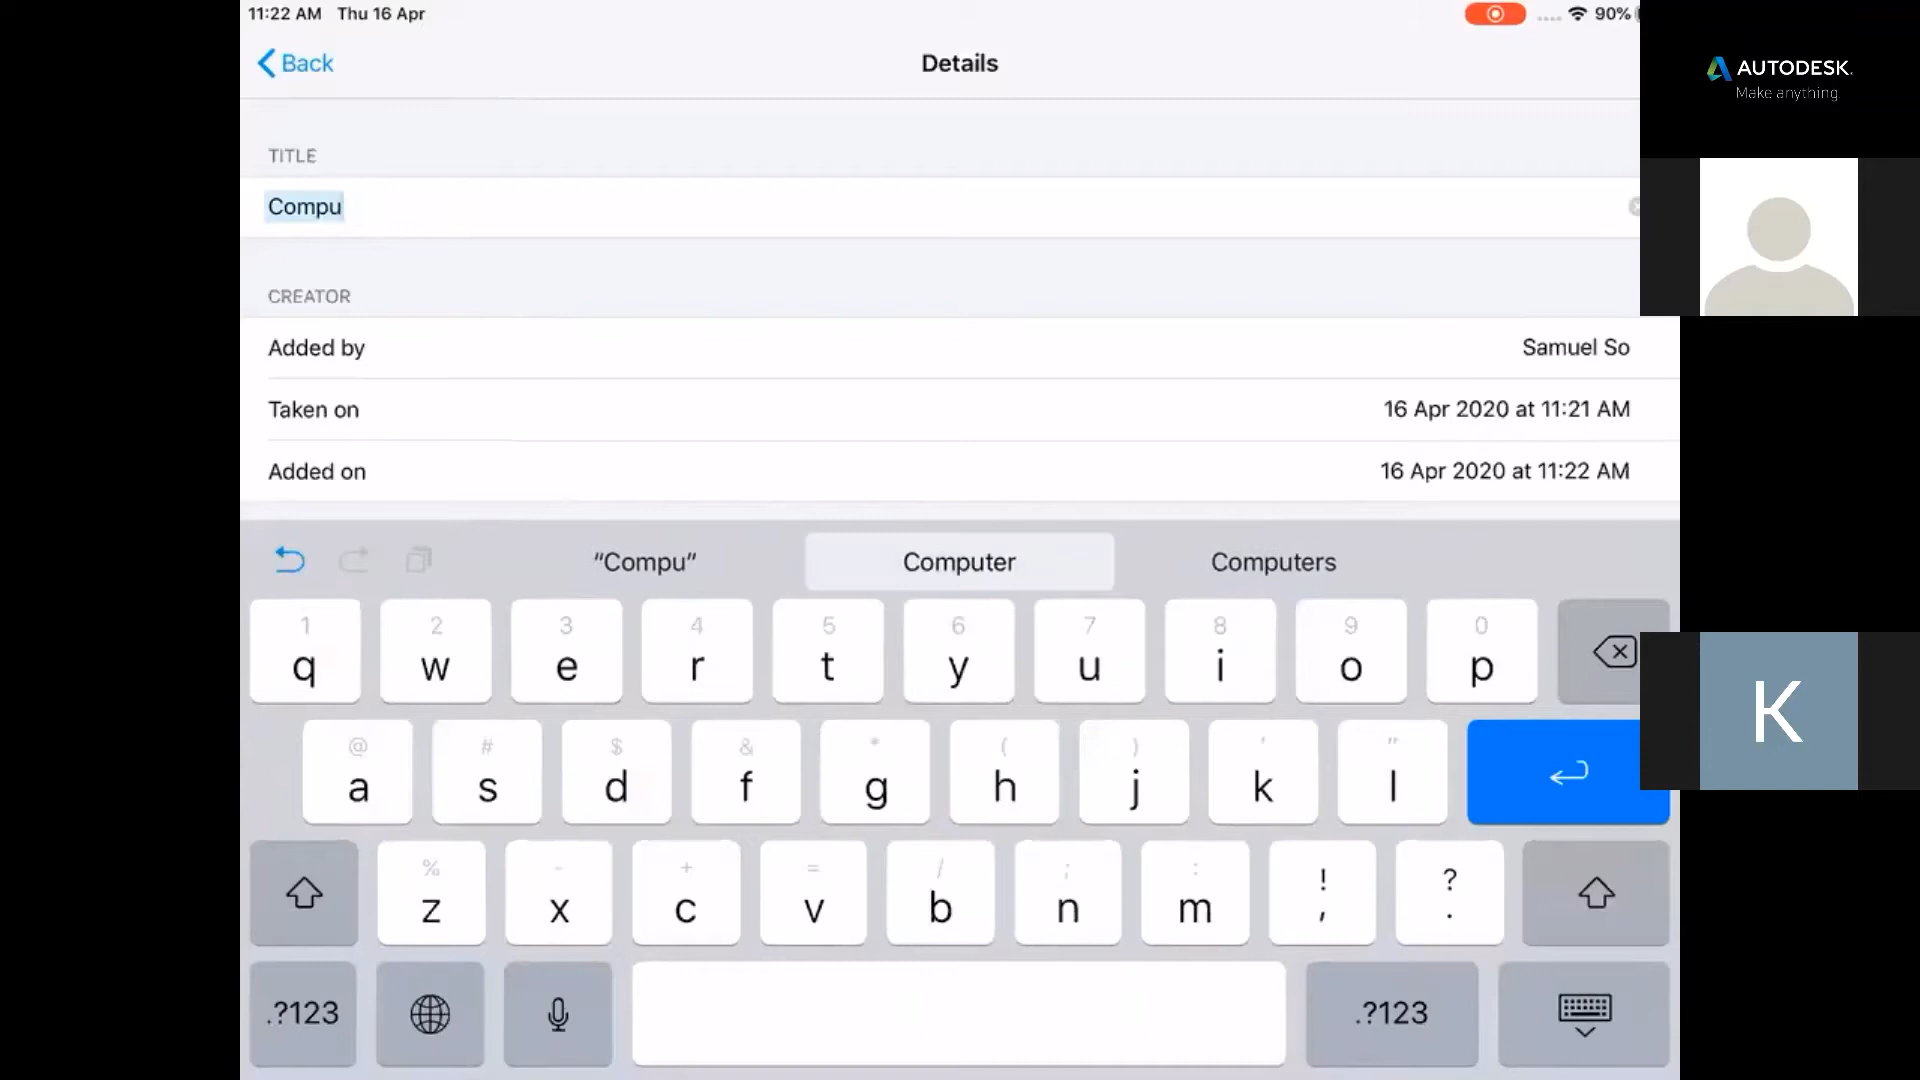 11:22 AM Thu 16 Apr
90%
Back
Details
AUTODESK.
Make anything.
TITLE
Compu
CREATOR
Added by
Samuel So
Taken on
16 Apr 2020 at 11:21 AM
Added on
16 Apr 2020 at 11:22 AM
“Compu”
Computer
Computers
1 2 3 4 5 6 7 8 9 0
q w e r t y u i o p
@ # $ & * ( ) ' "
a s d f g h j k l
K
% - + = / ; : ! ?
z x c v b n m , .
.?123
.?123